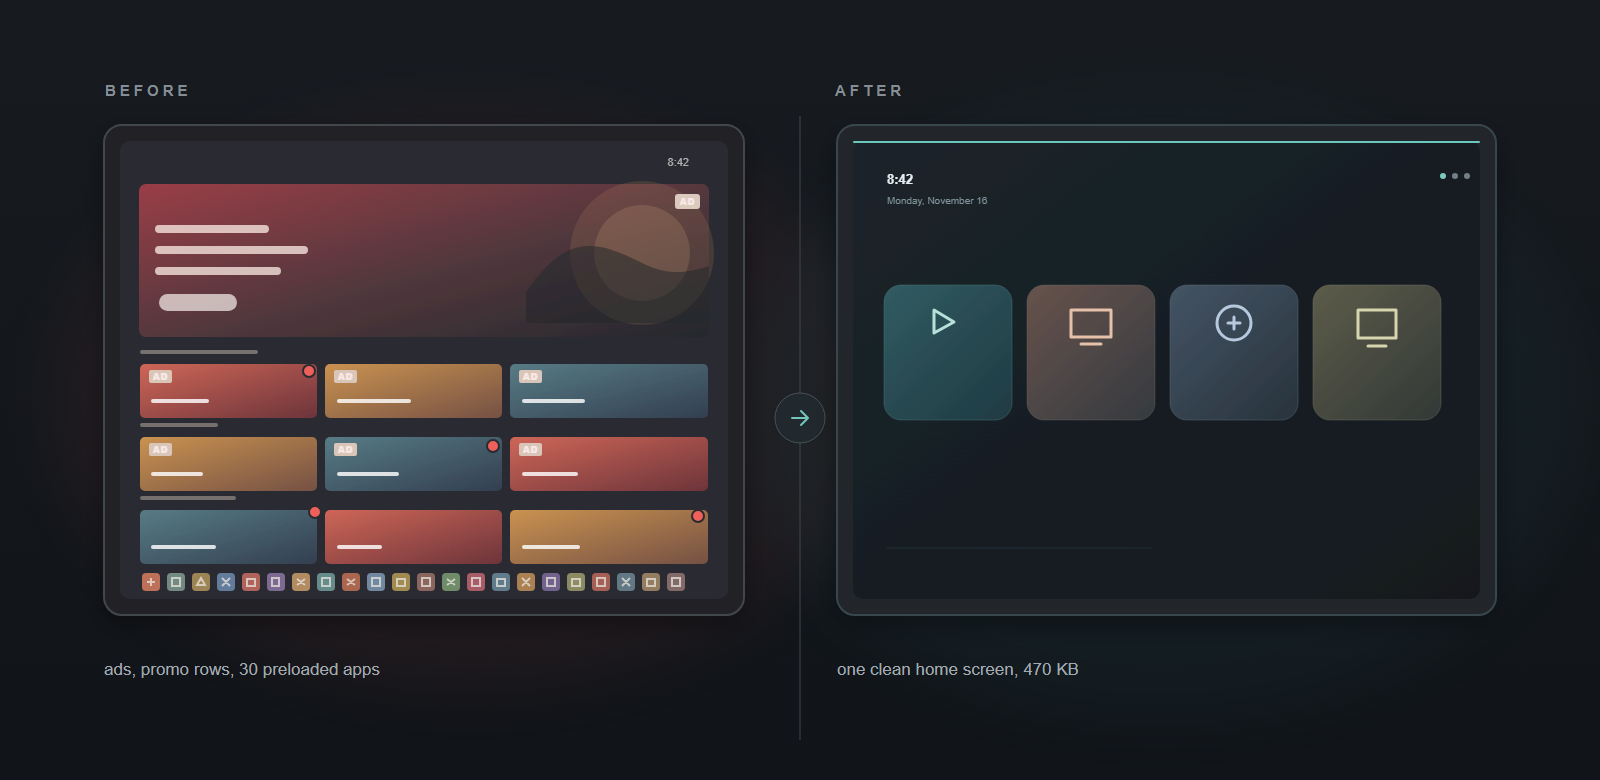 BEFORE
8:42
AD
AD
AD
AD
AD
AD
AD
ads, promo rows, 30 preloaded apps
AFTER
8:42
Monday, November 16
one clean home screen, 470 KB